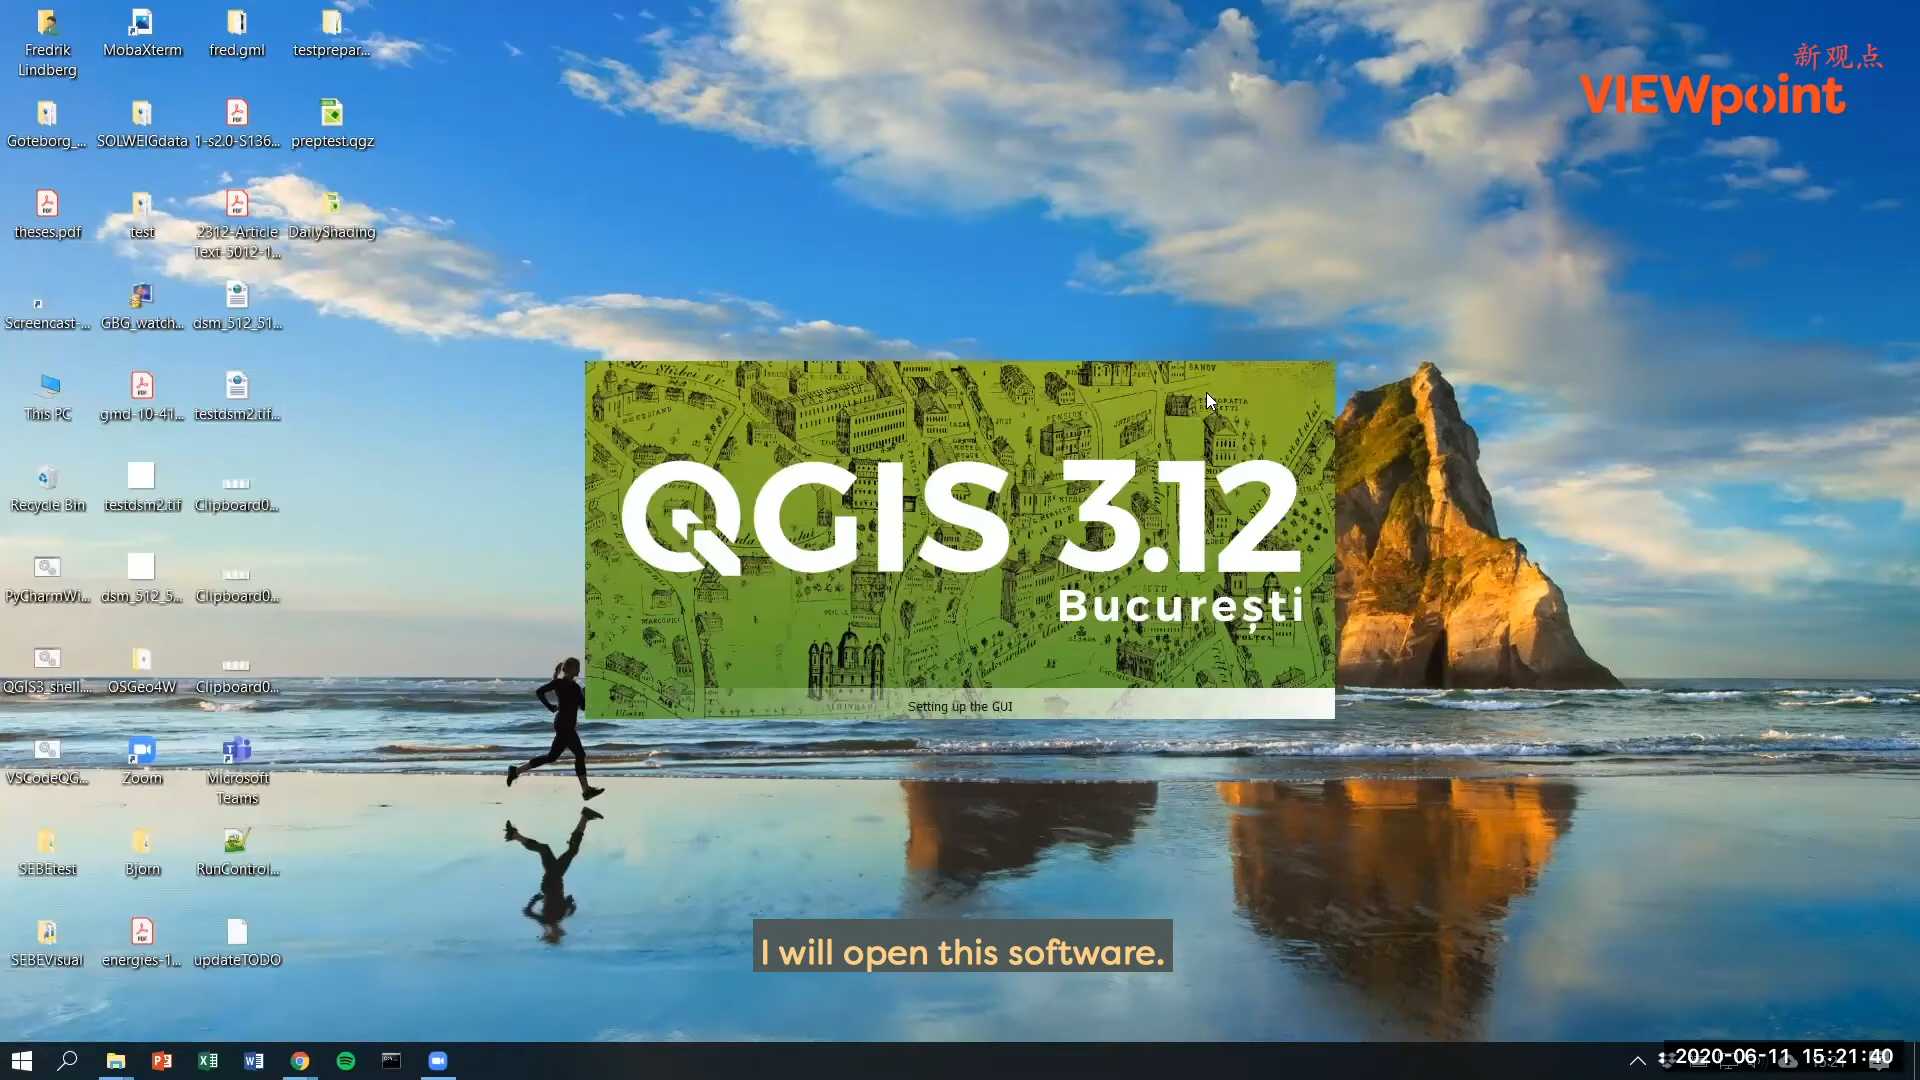 Fredrik
Lindberg
MobaXterm
fred.gml
testprepar...
新观点
VIEWpoint
Goteborg_...
SOLWEIGdata
1-s2.0-S136...
preptest.qgz
theses.pdf
test
2312-Article
Text-5012-1...
DailyShading
Screencast-...
GBG_watch...
dsm_512_51...
This PC
gmd-10-41...
testdsm2.tif...
Recycle Bin
testdsm2.tif
Clipboard0...
PyCharmWi...
dsm_512_5...
Clipboard0...
QGIS3_shell....
OSGeo4W
Clipboard0...
VSCodeQG...
Zoom
Microsoft
Teams
SEBEtest
Bjorn
RunControl...
SEBEVisual
energies-1...
updateTODO
QGIS 3.12
București
Setting up the GUI
I will open this software.
2020-06-11 15:21:40